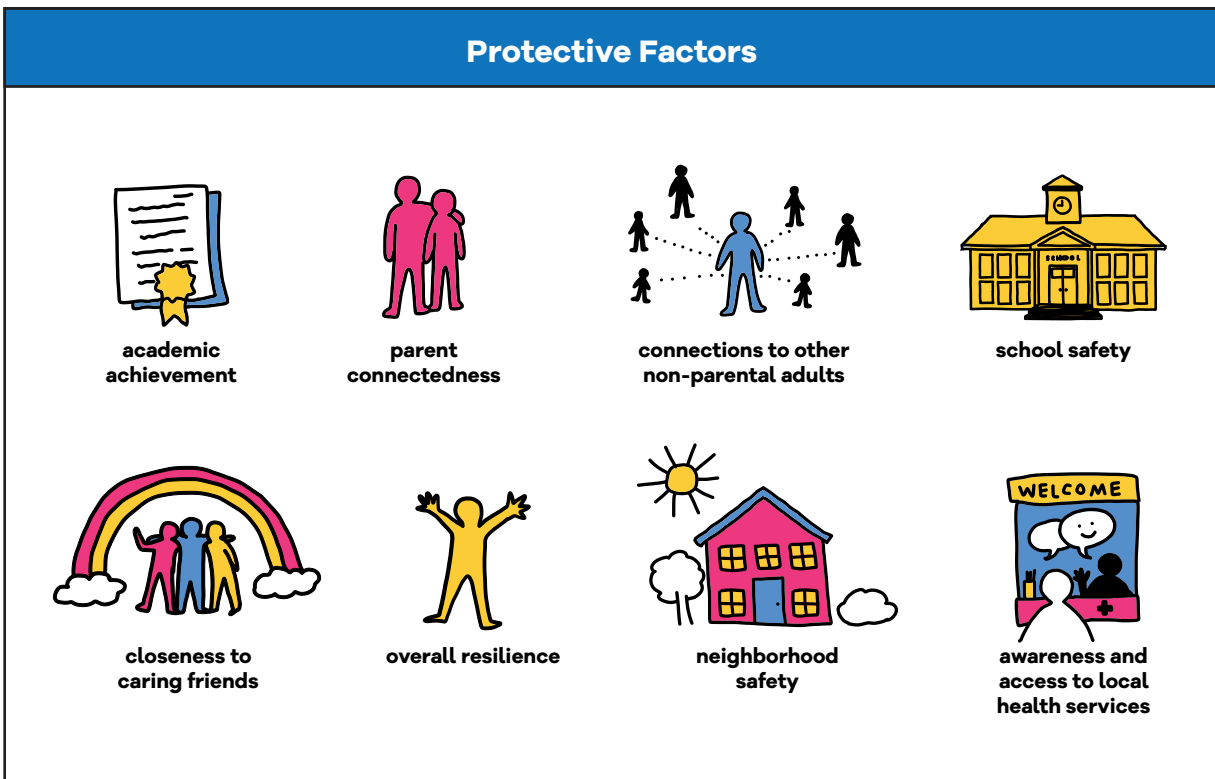 Protective Factors
SCHOOL
academic
achievement
parent
connectedness
connections to other
non-parental adults
school safety
WELCOME
closeness to
caring friends
overall resilience
neighborhood
safety
awareness and
access to local
health services